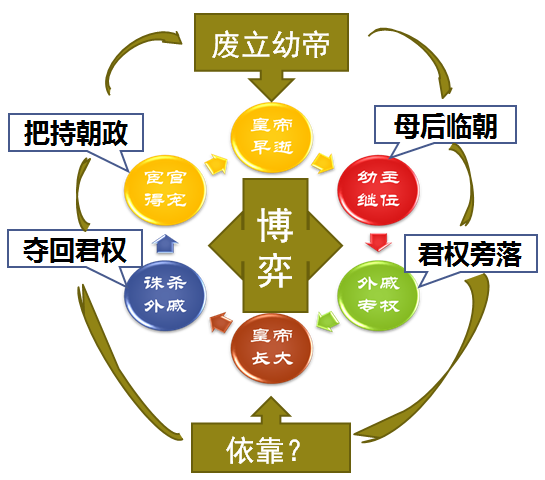 废立幼帝
把持朝政
皇帝
早逝
母后临朝
宦官
得宠
幼主
继位
博
弈
夺回君权
君权旁落
诛杀
外戚
外戚
专权
皇帝
长大
依靠？